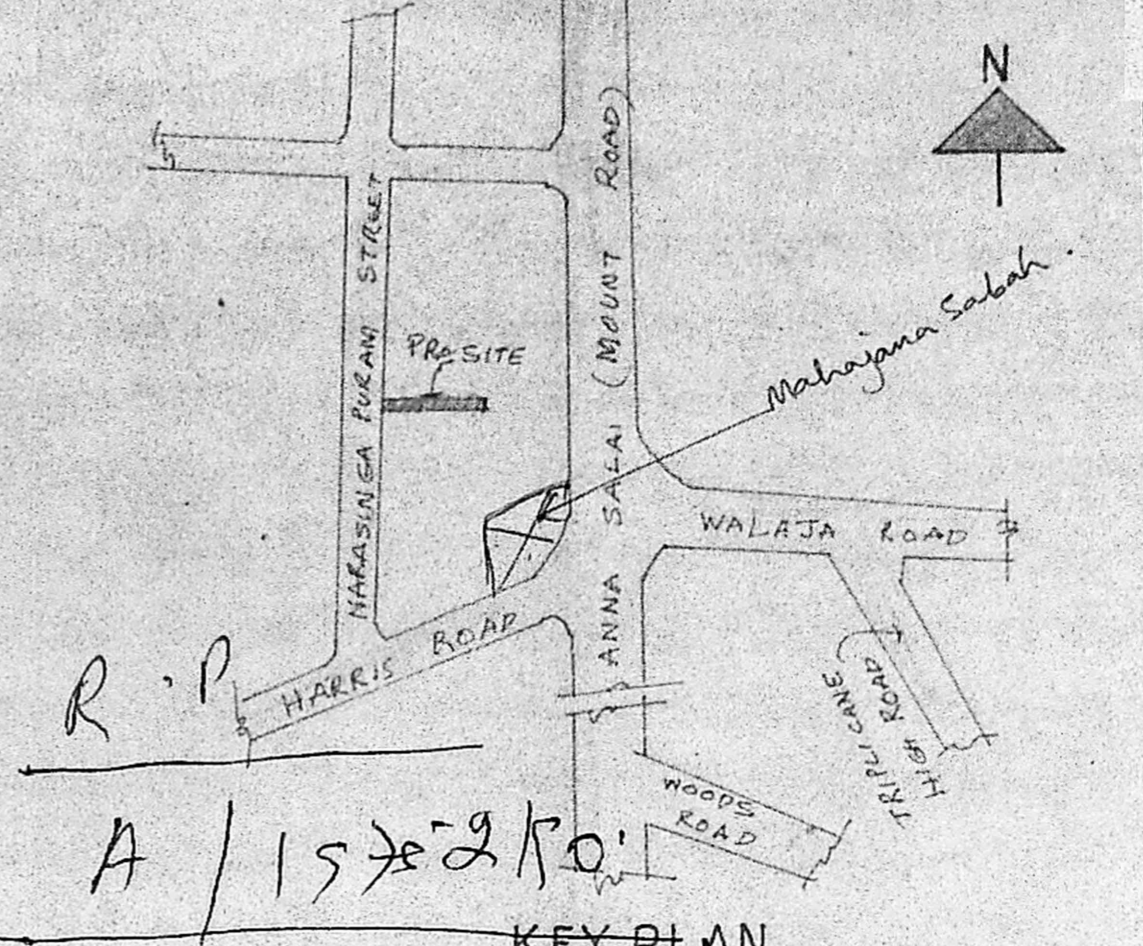 N
ANNA SALAI (MOUNT ROAD)
NARASINGA PURAM STREET
PRO SITE
Mahajana Sabah.
WALAJA ROAD
HARRIS ROAD
TRIPLICANE
HIGH ROAD
WOODS
ROAD
R.P
A
KEY PLAN